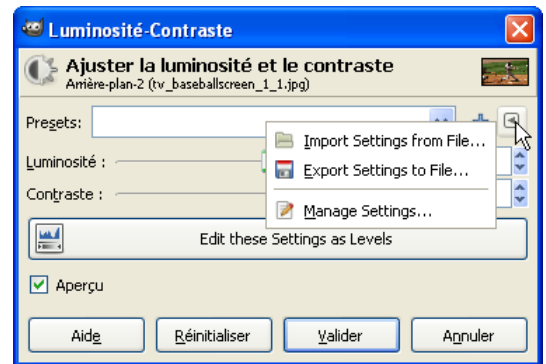 Luminosité-Contraste
Ajuster la luminosité et le contraste
Arrière-plan-2 (tv_baseballscreen_1_1.jpg)
Presets:
Import Settings from File...
Luminosité :
Export Settings to File...
Contraste :
Manage Settings...
Edit these Settings as Levels
Aperçu
Aide
Réinitialiser
Valider
Annuler